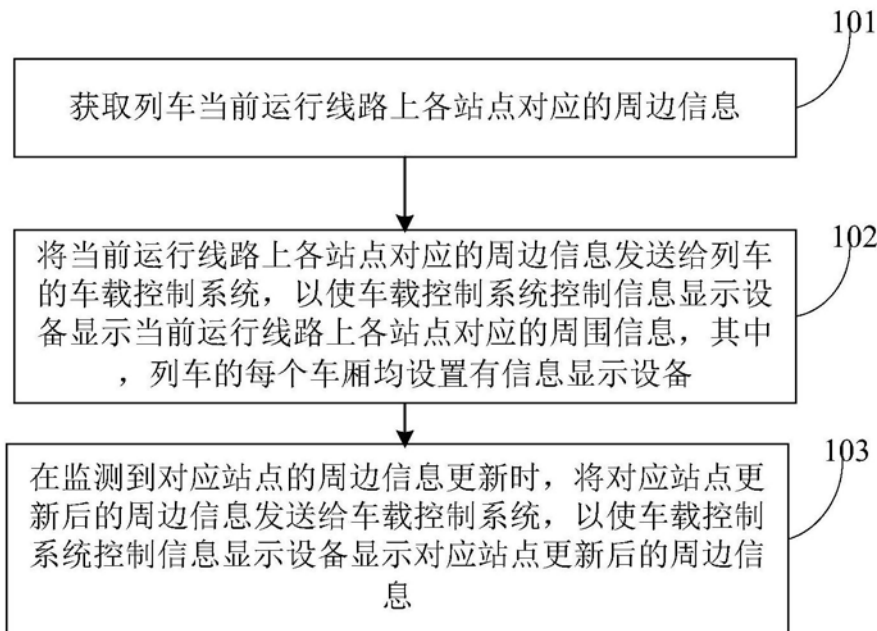 101
获取列车当前运行线路上各站点对应的周边信息
102
将当前运行线路上各站点对应的周边信息发送给列车
的车载控制系统，以使车载控制系统控制信息显示设
备显示当前运行线路上各站点对应的周围信息，其中
，列车的每个车厢均设置有信息显示设备
103
在监测到对应站点的周边信息更新时，将对应站点更
新后的周边信息发送给车载控制系统，以使车载控制
系统控制信息显示设备显示对应站点更新后的周边信
息